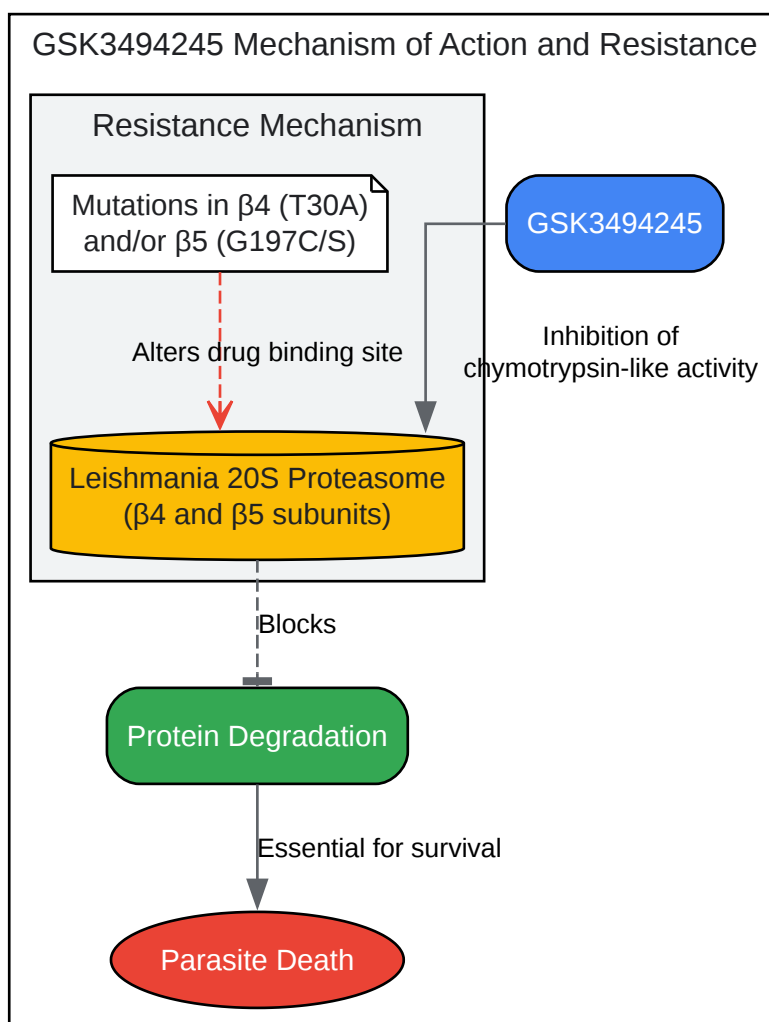 GSK3494245 Mechanism of Action and Resistance
Resistance Mechanism
Mutations in β4 (T30A)
and/or β5 (G197C/S)
GSK3494245
Alters drug binding site
Inhibition of
chymotrypsin-like activity
Leishmania 20S Proteasome
(β4 and β5 subunits)
Blocks
Protein Degradation
Essential for survival
Parasite Death